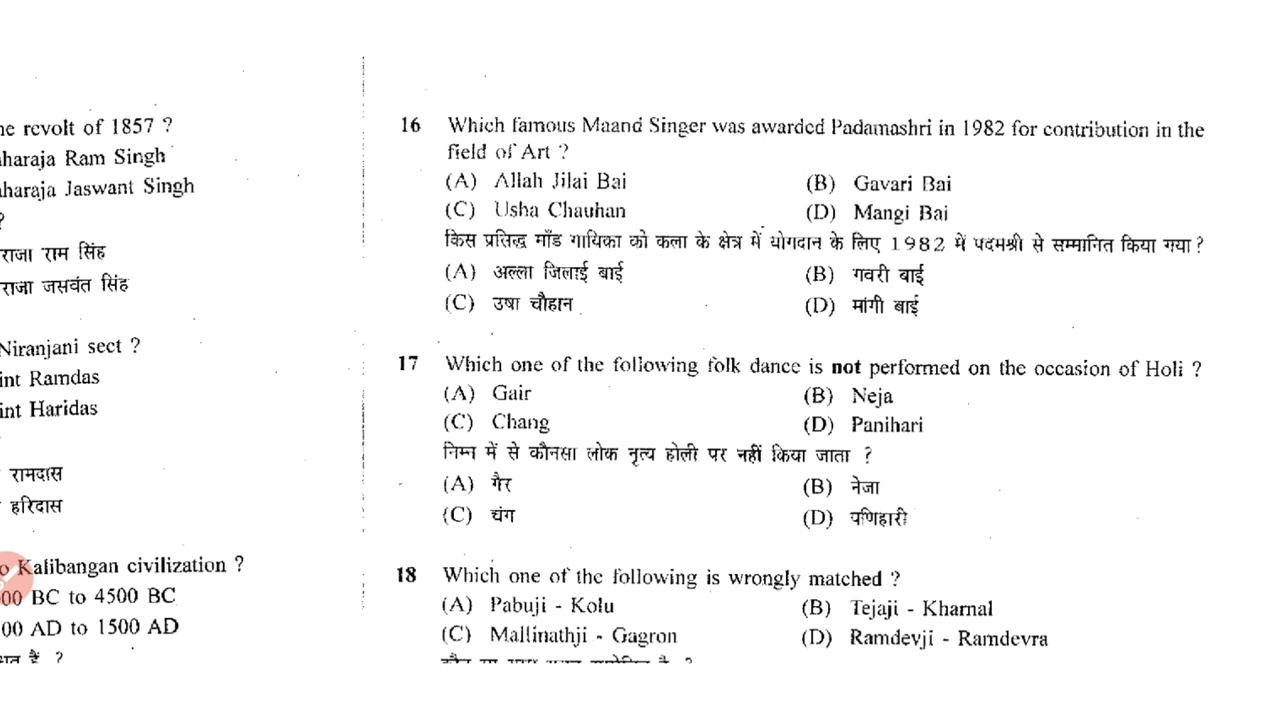 he revolt of 1857 ?
aharaja Ram Singh
aharaja Jaswant Singh
?
राजा राम सिंह
राजा जसवंत सिंह
Niranjani sect ?
int Ramdas
int Haridas
रामदास
हरिदास
o Kalibangan civilization ?
00 BC to 4500 BC
00 AD to 1500 AD
हैं ?
16 Which famous Maand Singer was awarded Padamashri in 1982 for contribution in the
field of Art ?
(A) Allah Jilai Bai (B) Gavari Bai
(C) Usha Chauhan (D) Mangi Bai
किस प्रसिद्ध माँड गायिका को कला के क्षेत्र में योगदान के लिए 1982 में पदमश्री से सम्मानित किया गया ?
(A) अल्ला जिलाई बाई (B) गवरी बाई
(C) उषा चौहान (D) मांगी बाई
17 Which one of the following folk dance is not performed on the occasion of Holi ?
(A) Gair (B) Neja
(C) Chang (D) Panihari
निम्न में से कौनसा लोक नृत्य होली पर नहीं किया जाता ?
(A) गैर (B) नेजा
(C) चंग (D) पणिहारी
18 Which one of the following is wrongly matched ?
(A) Pabuji - Kolu (B) Tejaji - Kharnal
(C) Mallinathji - Gagron (D) Ramdevji - Ramdevra